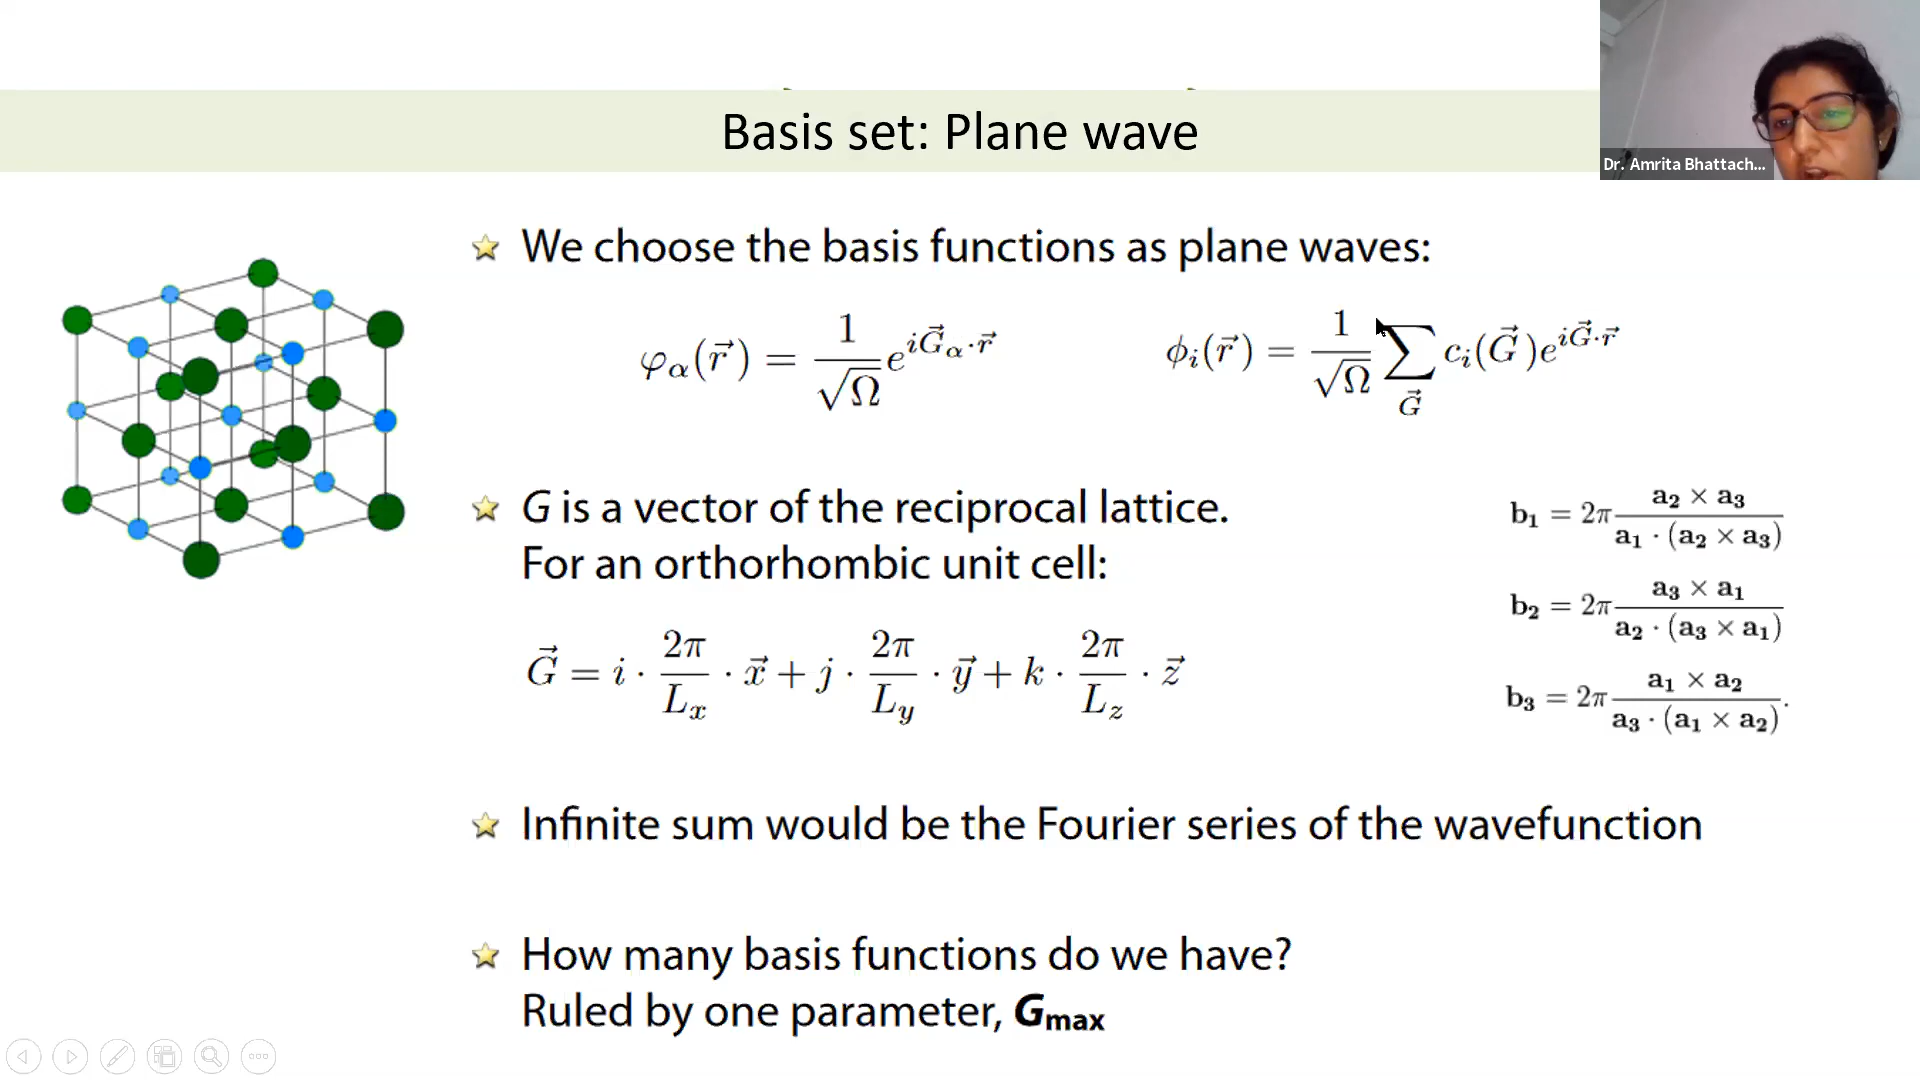 Basis set: Plane wave
Dr. Amrita Bhattach...
We choose the basis functions as plane waves:
φ_α(r⃗) = 1/√Ω e^{iG⃗_α·r⃗}
ϕ_i(r⃗) = 1/√Ω ∑_{G⃗} c_i(G⃗)e^{iG⃗·r⃗}
G is a vector of the reciprocal lattice.
For an orthorhombic unit cell:
G⃗ = i · 2π/L_x · x⃗ + j · 2π/L_y · y⃗ + k · 2π/L_z · z⃗
b₁ = 2π a₂ × a₃ / a₁ · (a₂ × a₃)
b₂ = 2π a₃ × a₁ / a₂ · (a₃ × a₁)
b₃ = 2π a₁ × a₂ / a₃ · (a₁ × a₂).
Infinite sum would be the Fourier series of the wavefunction
How many basis functions do we have?
Ruled by one parameter, G_max